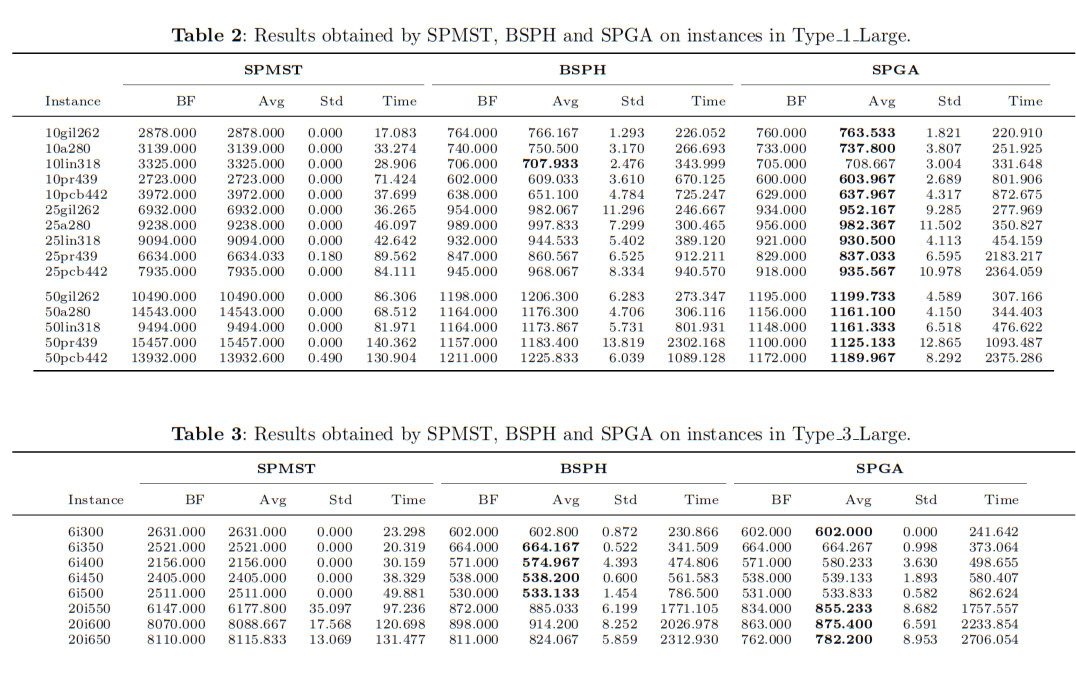 Table 2: Results obtained by SPMST, BSPH and SPGA on instances in Type_1_Large.
SPMST BSPH SPGA
Instance BF Avg Std Time BF Avg Std Time BF Avg Std Time
10gil262 2878.000 2878.000 0.000 17.083 764.000 766.167 1.293 226.052 760.000 763.533 1.821 220.910
10a280 3139.000 3139.000 0.000 33.274 740.000 750.500 3.170 266.693 733.000 737.800 3.807 251.925
10lin318 3325.000 3325.000 0.000 28.906 706.000 707.933 2.476 343.999 705.000 708.667 3.004 331.648
10pr439 2723.000 2723.000 0.000 71.424 602.000 609.033 3.610 670.125 600.000 603.967 2.689 801.906
10pcb442 3972.000 3972.000 0.000 37.699 638.000 651.100 4.784 725.247 629.000 637.967 4.317 872.675
25gil262 6932.000 6932.000 0.000 36.265 954.000 982.067 11.296 246.667 934.000 952.167 9.285 277.969
25a280 9238.000 9238.000 0.000 46.097 989.000 997.833 7.299 300.465 956.000 982.367 11.502 350.827
25lin318 9094.000 9094.000 0.000 42.642 932.000 944.533 5.402 389.120 921.000 930.500 4.113 454.159
25pr439 6634.000 6634.033 0.180 89.562 847.000 860.567 6.525 912.211 829.000 837.033 6.595 2183.217
25pcb442 7935.000 7935.000 0.000 84.111 945.000 968.067 8.334 940.570 918.000 935.567 10.978 2364.059
50gil262 10490.000 10490.000 0.000 86.306 1198.000 1206.300 6.283 273.347 1195.000 1199.733 4.589 307.166
50a280 14543.000 14543.000 0.000 68.512 1164.000 1176.300 4.706 306.116 1156.000 1161.100 4.150 344.403
50lin318 9494.000 9494.000 0.000 81.971 1164.000 1173.867 5.731 801.931 1148.000 1161.333 6.518 476.622
50pr439 15457.000 15457.000 0.000 140.362 1157.000 1183.400 13.819 2302.168 1100.000 1125.133 12.865 1093.487
50pcb442 13932.000 13932.600 0.490 130.904 1211.000 1225.833 6.039 1089.128 1172.000 1189.967 8.292 2375.286
Table 3: Results obtained by SPMST, BSPH and SPGA on instances in Type_3_Large.
SPMST BSPH SPGA
Instance BF Avg Std Time BF Avg Std Time BF Avg Std Time
6i300 2631.000 2631.000 0.000 23.298 602.000 602.800 0.872 230.866 602.000 602.000 0.000 241.642
6i350 2521.000 2521.000 0.000 20.319 664.000 664.167 0.522 341.509 664.000 664.267 0.998 373.064
6i400 2156.000 2156.000 0.000 30.159 571.000 574.967 4.393 474.806 571.000 580.233 3.630 498.655
6i450 2405.000 2405.000 0.000 38.329 538.000 538.200 0.600 561.583 538.000 539.133 1.893 580.407
6i500 2511.000 2511.000 0.000 49.881 530.000 533.133 1.454 786.500 531.000 533.833 0.582 862.624
20i550 6147.000 6177.800 35.097 97.236 872.000 885.033 6.199 1771.105 834.000 855.233 8.682 1757.557
20i600 8070.000 8088.667 17.568 120.698 898.000 914.200 8.252 2026.978 863.000 875.400 6.591 2233.854
20i650 8110.000 8115.833 13.069 131.477 811.000 824.067 5.859 2312.930 762.000 782.200 8.953 2706.054